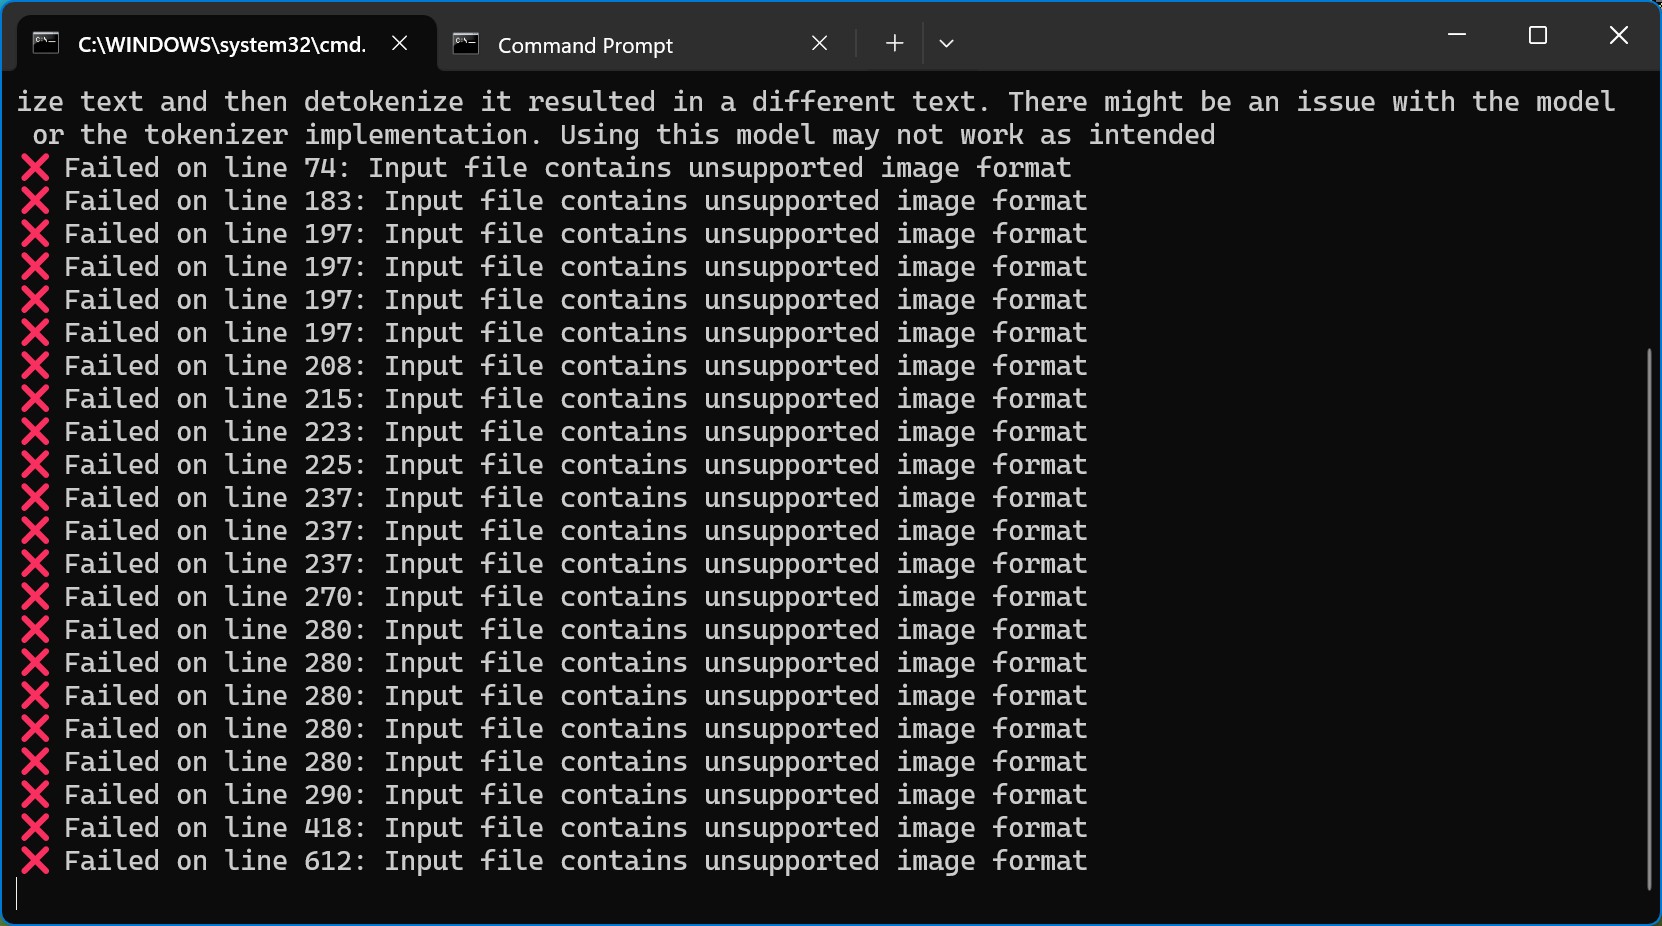 C:\WINDOWS\system32\cmd.
Command Prompt
ize text and then detokenize it resulted in a different text. There might be an issue with the model
or the tokenizer implementation. Using this model may not work as intended
❌ Failed on line 74: Input file contains unsupported image format
❌ Failed on line 183: Input file contains unsupported image format
❌ Failed on line 197: Input file contains unsupported image format
❌ Failed on line 197: Input file contains unsupported image format
❌ Failed on line 197: Input file contains unsupported image format
❌ Failed on line 197: Input file contains unsupported image format
❌ Failed on line 208: Input file contains unsupported image format
❌ Failed on line 215: Input file contains unsupported image format
❌ Failed on line 223: Input file contains unsupported image format
❌ Failed on line 225: Input file contains unsupported image format
❌ Failed on line 237: Input file contains unsupported image format
❌ Failed on line 237: Input file contains unsupported image format
❌ Failed on line 237: Input file contains unsupported image format
❌ Failed on line 270: Input file contains unsupported image format
❌ Failed on line 280: Input file contains unsupported image format
❌ Failed on line 280: Input file contains unsupported image format
❌ Failed on line 280: Input file contains unsupported image format
❌ Failed on line 280: Input file contains unsupported image format
❌ Failed on line 280: Input file contains unsupported image format
❌ Failed on line 290: Input file contains unsupported image format
❌ Failed on line 418: Input file contains unsupported image format
❌ Failed on line 612: Input file contains unsupported image format